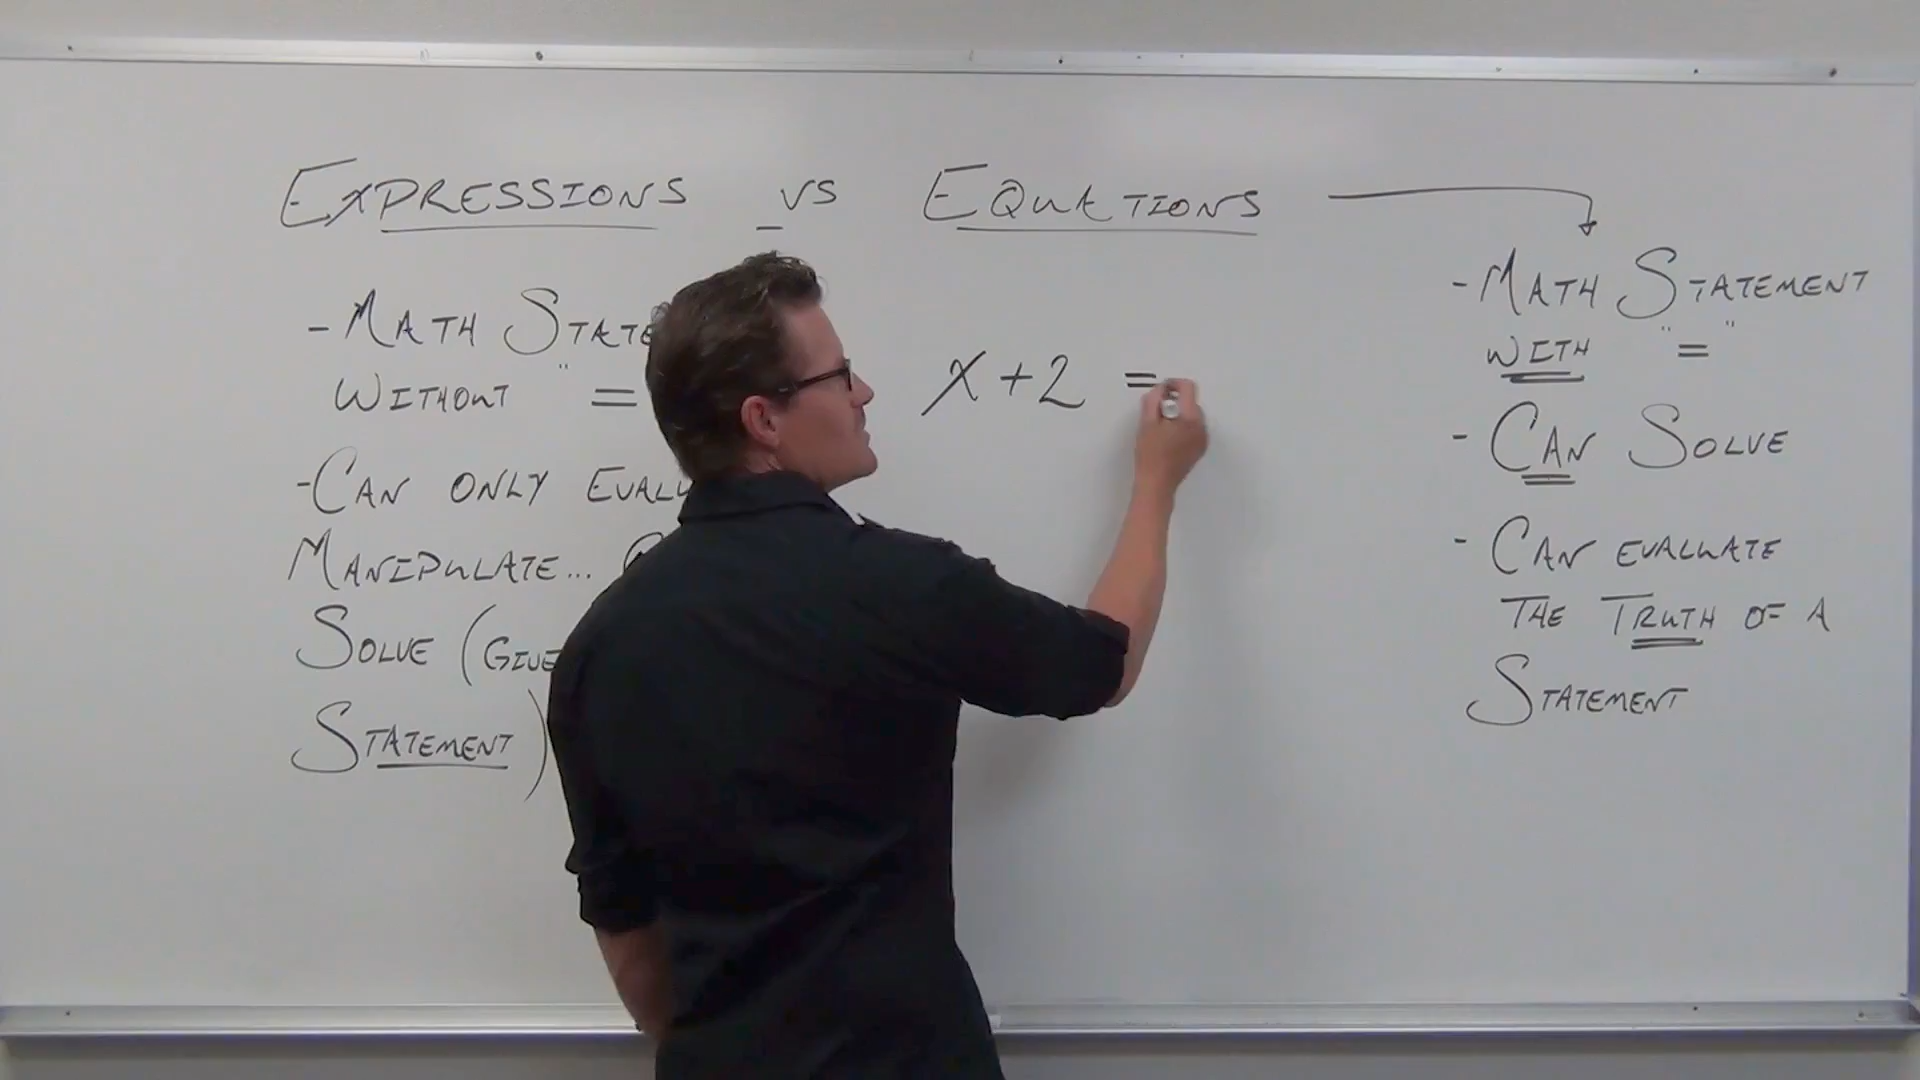 EXPRESSIONS VS EQUATIONS
- MATH STATE
WITHOUT "=
- CAN ONLY EVALU
MANIPULATE...
SOLVE (GIVE
STATEMENT)
X+2 =
- MATH STATEMENT
WITH "="
- CAN SOLVE
- CAN EVALUATE
THE TRUTH OF A
STATEMENT